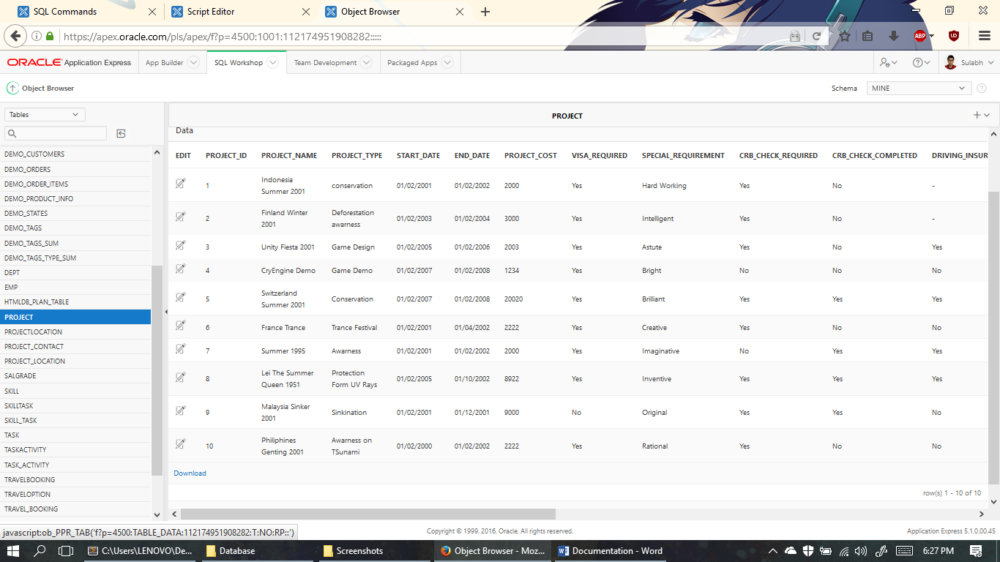 SQL Commands
Script Editor
Object Browser
https://apex.oracle.com/pls/apex/f?p=4500:1001:112174951908282:::::
ABP
ORACLE Application Express
App Builder
SQL Workshop
Team Development
Packaged Apps
Sulabh
Object Browser
Schema
MINE
Tables
PROJECT
Data
DEMO_CUSTOMERS
DEMO_ORDERS
DEMO_ORDER_ITEMS
DEMO_PRODUCT_INFO
DEMO_STATES
DEMO_TAGS
DEMO_TAGS_SUM
DEMO_TAGS_TYPE_SUM
DEPT
EMP
HTMLDB_PLAN_TABLE
PROJECT
PROJECTLOCATION
PROJECT_CONTACT
PROJECT_LOCATION
SALGRADE
SKILL
SKILLTASK
SKILL_TASK
TASK
TASKACTIVITY
TASK_ACTIVITY
TRAVELBOOKING
TRAVELOPTION
TRAVEL_BOOKING
EDIT PROJECT_ID PROJECT_NAME PROJECT_TYPE START_DATE END_DATE PROJECT_COST VISA_REQUIRED SPECIAL_REQUIREMENT CRB_CHECK_REQUIRED CRB_CHECK_COMPLETED DRIVING_INSUR
1 Indonesia Summer 2001 conservation 01/02/2001 01/02/2002 2000 Yes Hard Working Yes No -
2 Finland Winter 2001 Deforestation awarness 01/02/2003 01/02/2004 3000 Yes Intelligent Yes No -
3 Unity Fiesta 2001 Game Design 01/02/2005 01/02/2006 2003 Yes Astute Yes No Yes
4 CryEngine Demo Game Demo 01/02/2007 01/02/2008 1234 Yes Bright No No No
5 Switzerland Summer 2001 Conservation 01/02/2007 01/02/2008 20020 Yes Brilliant Yes Yes Yes
6 France Trance Trance Festival 01/02/2001 01/04/2002 2222 Yes Creative Yes No No
7 Summer 1995 Awarness 01/02/2001 01/02/2002 2000 Yes Imaginative No Yes Yes
8 Lei The Summer Queen 1951 Protection Form UV Rays 01/02/2005 01/10/2002 8922 Yes Inventive Yes Yes Yes
9 Malaysia Sinker 2001 Sinkination 01/02/2001 01/12/2001 9000 No Original Yes Yes No
10 Philiphines Genting 2001 Awarness on TSunami 01/02/2000 01/02/2002 2222 Yes Rational Yes No No
Download
row(s) 1 - 10 of 10
javascript:ob_PPR_TAB('f?p=4500:TABLE_DATA:112174951908282:T:NO:RP::')
Copyright © 1999, 2016, Oracle. All rights reserved.
Application Express 5.1.0.00.45
C:\Users\LENOVO\De...
Database
Screenshots
Object Browser - Moz...
Documentation - Word
6:27 PM